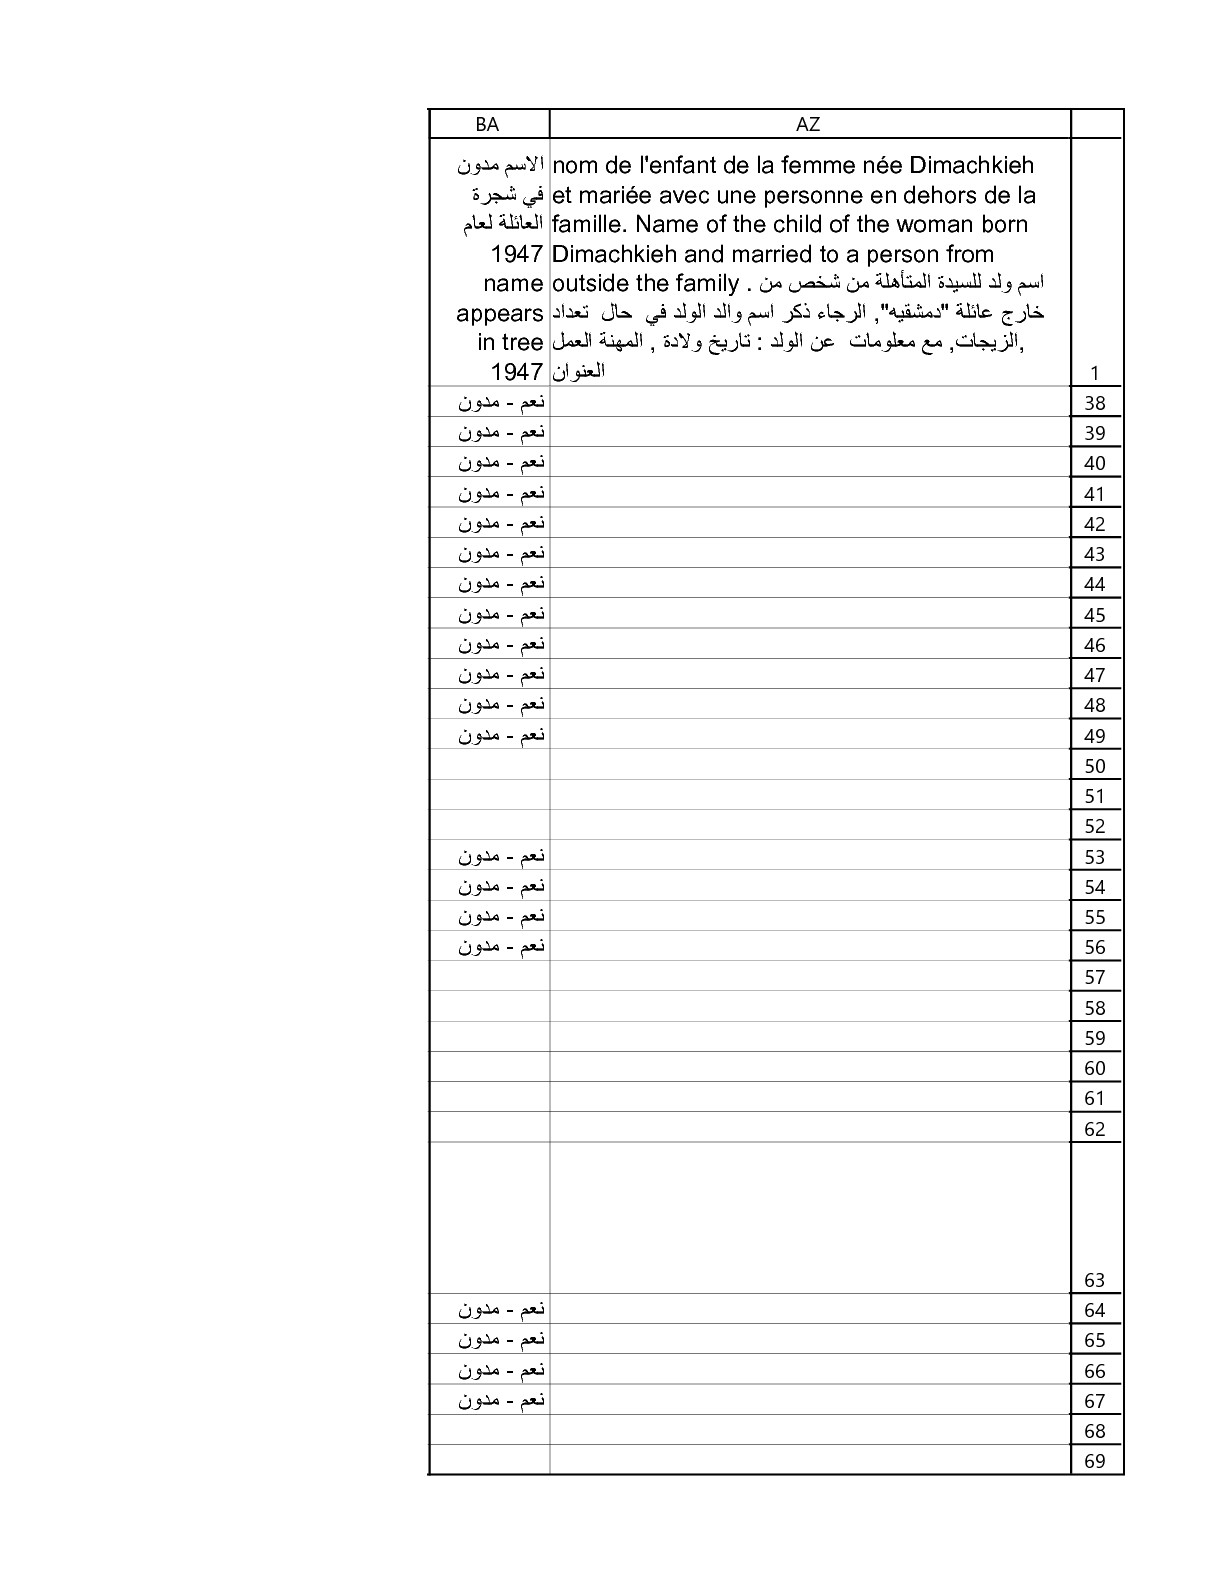 BA AZ
الاسم مدون
في شجرة
العائلة لعام
1947
name
appears
in tree
1947
nom de l'enfant de la femme née Dimachkieh
et mariée avec une personne en dehors de la
famille. Name of the child of the woman born
Dimachkieh and married to a person from
outside the family . اسم ولد للسيدة المتأهلة من شخص من
خارج عائلة "دمشقيه", الرجاء ذكر اسم والد الولد في حال تعداد
الزيجات, مع معلومات عن الولد : تاريخ ولادة , المهنة العمل,
العنوان
1
نعم - مدون 38
نعم - مدون 39
نعم - مدون 40
نعم - مدون 41
نعم - مدون 42
نعم - مدون 43
نعم - مدون 44
نعم - مدون 45
نعم - مدون 46
نعم - مدون 47
نعم - مدون 48
نعم - مدون 49
50
51
52
نعم - مدون 53
نعم - مدون 54
نعم - مدون 55
نعم - مدون 56
57
58
59
60
61
62
63
نعم - مدون 64
نعم - مدون 65
نعم - مدون 66
نعم - مدون 67
68
69